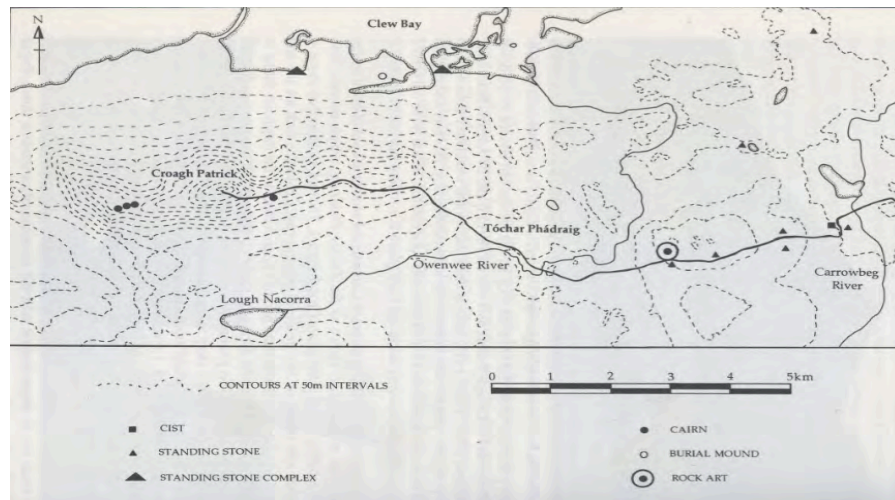 Clew Bay
N
Croagh Patrick
Tóchar Phádraig
Owenwee River
Carrowbeg
River
Lough Nacorra
CONTOURS AT 50m INTERVALS
0 1 2 3 4 5km
CIST
STANDING STONE
STANDING STONE COMPLEX
CAIRN
BURIAL MOUND
ROCK ART